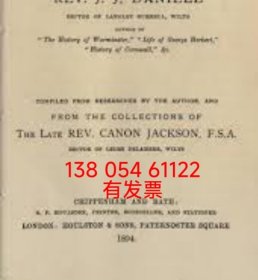 REV. J. J. DANIELL
RECTOR OF LANGLEY BURRELL, WILTS
AUTHOR OF
"The History of Warminster," "Life of George Herbert,"
"History of Cornwall," &c.
COMPILED FROM RESEARCHES BY THE AUTHOR, AND
FROM THE COLLECTIONS OF
THE LATE REV. CANON JACKSON, F.S.A.
RECTOR OF LEIGH DELAMERE, WILTS
138 054 61122
有发票
CHIPPENHAM AND BATH:
R. F. HOULSTON, PRINTER, BOOKSELLER, AND STATIONER
LONDON: HOULSTON & SONS, PATERNOSTER SQUARE
1894.